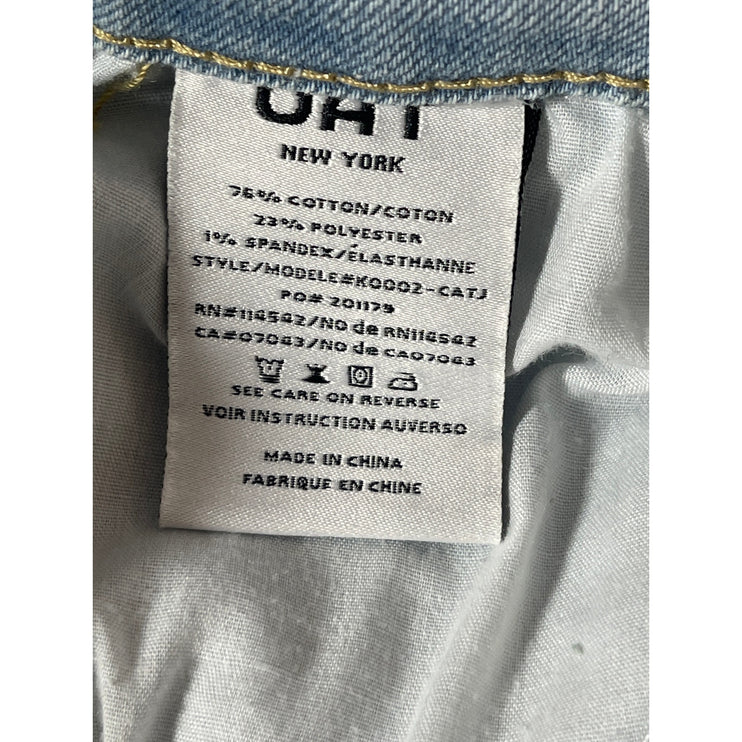 NEW YORK
76% COTTON/COTON
23% POLYESTER
1% SPANDEX/ÉLASTHANNE
STYLE/MODELE#K0002-CATJ
PO# 201179
RN#114542/NO de RN114542
CA#07043/NO de CA07043
SEE CARE ON REVERSE
VOIR INSTRUCTION AUVERSO
MADE IN CHINA
FABRIQUE EN CHINE